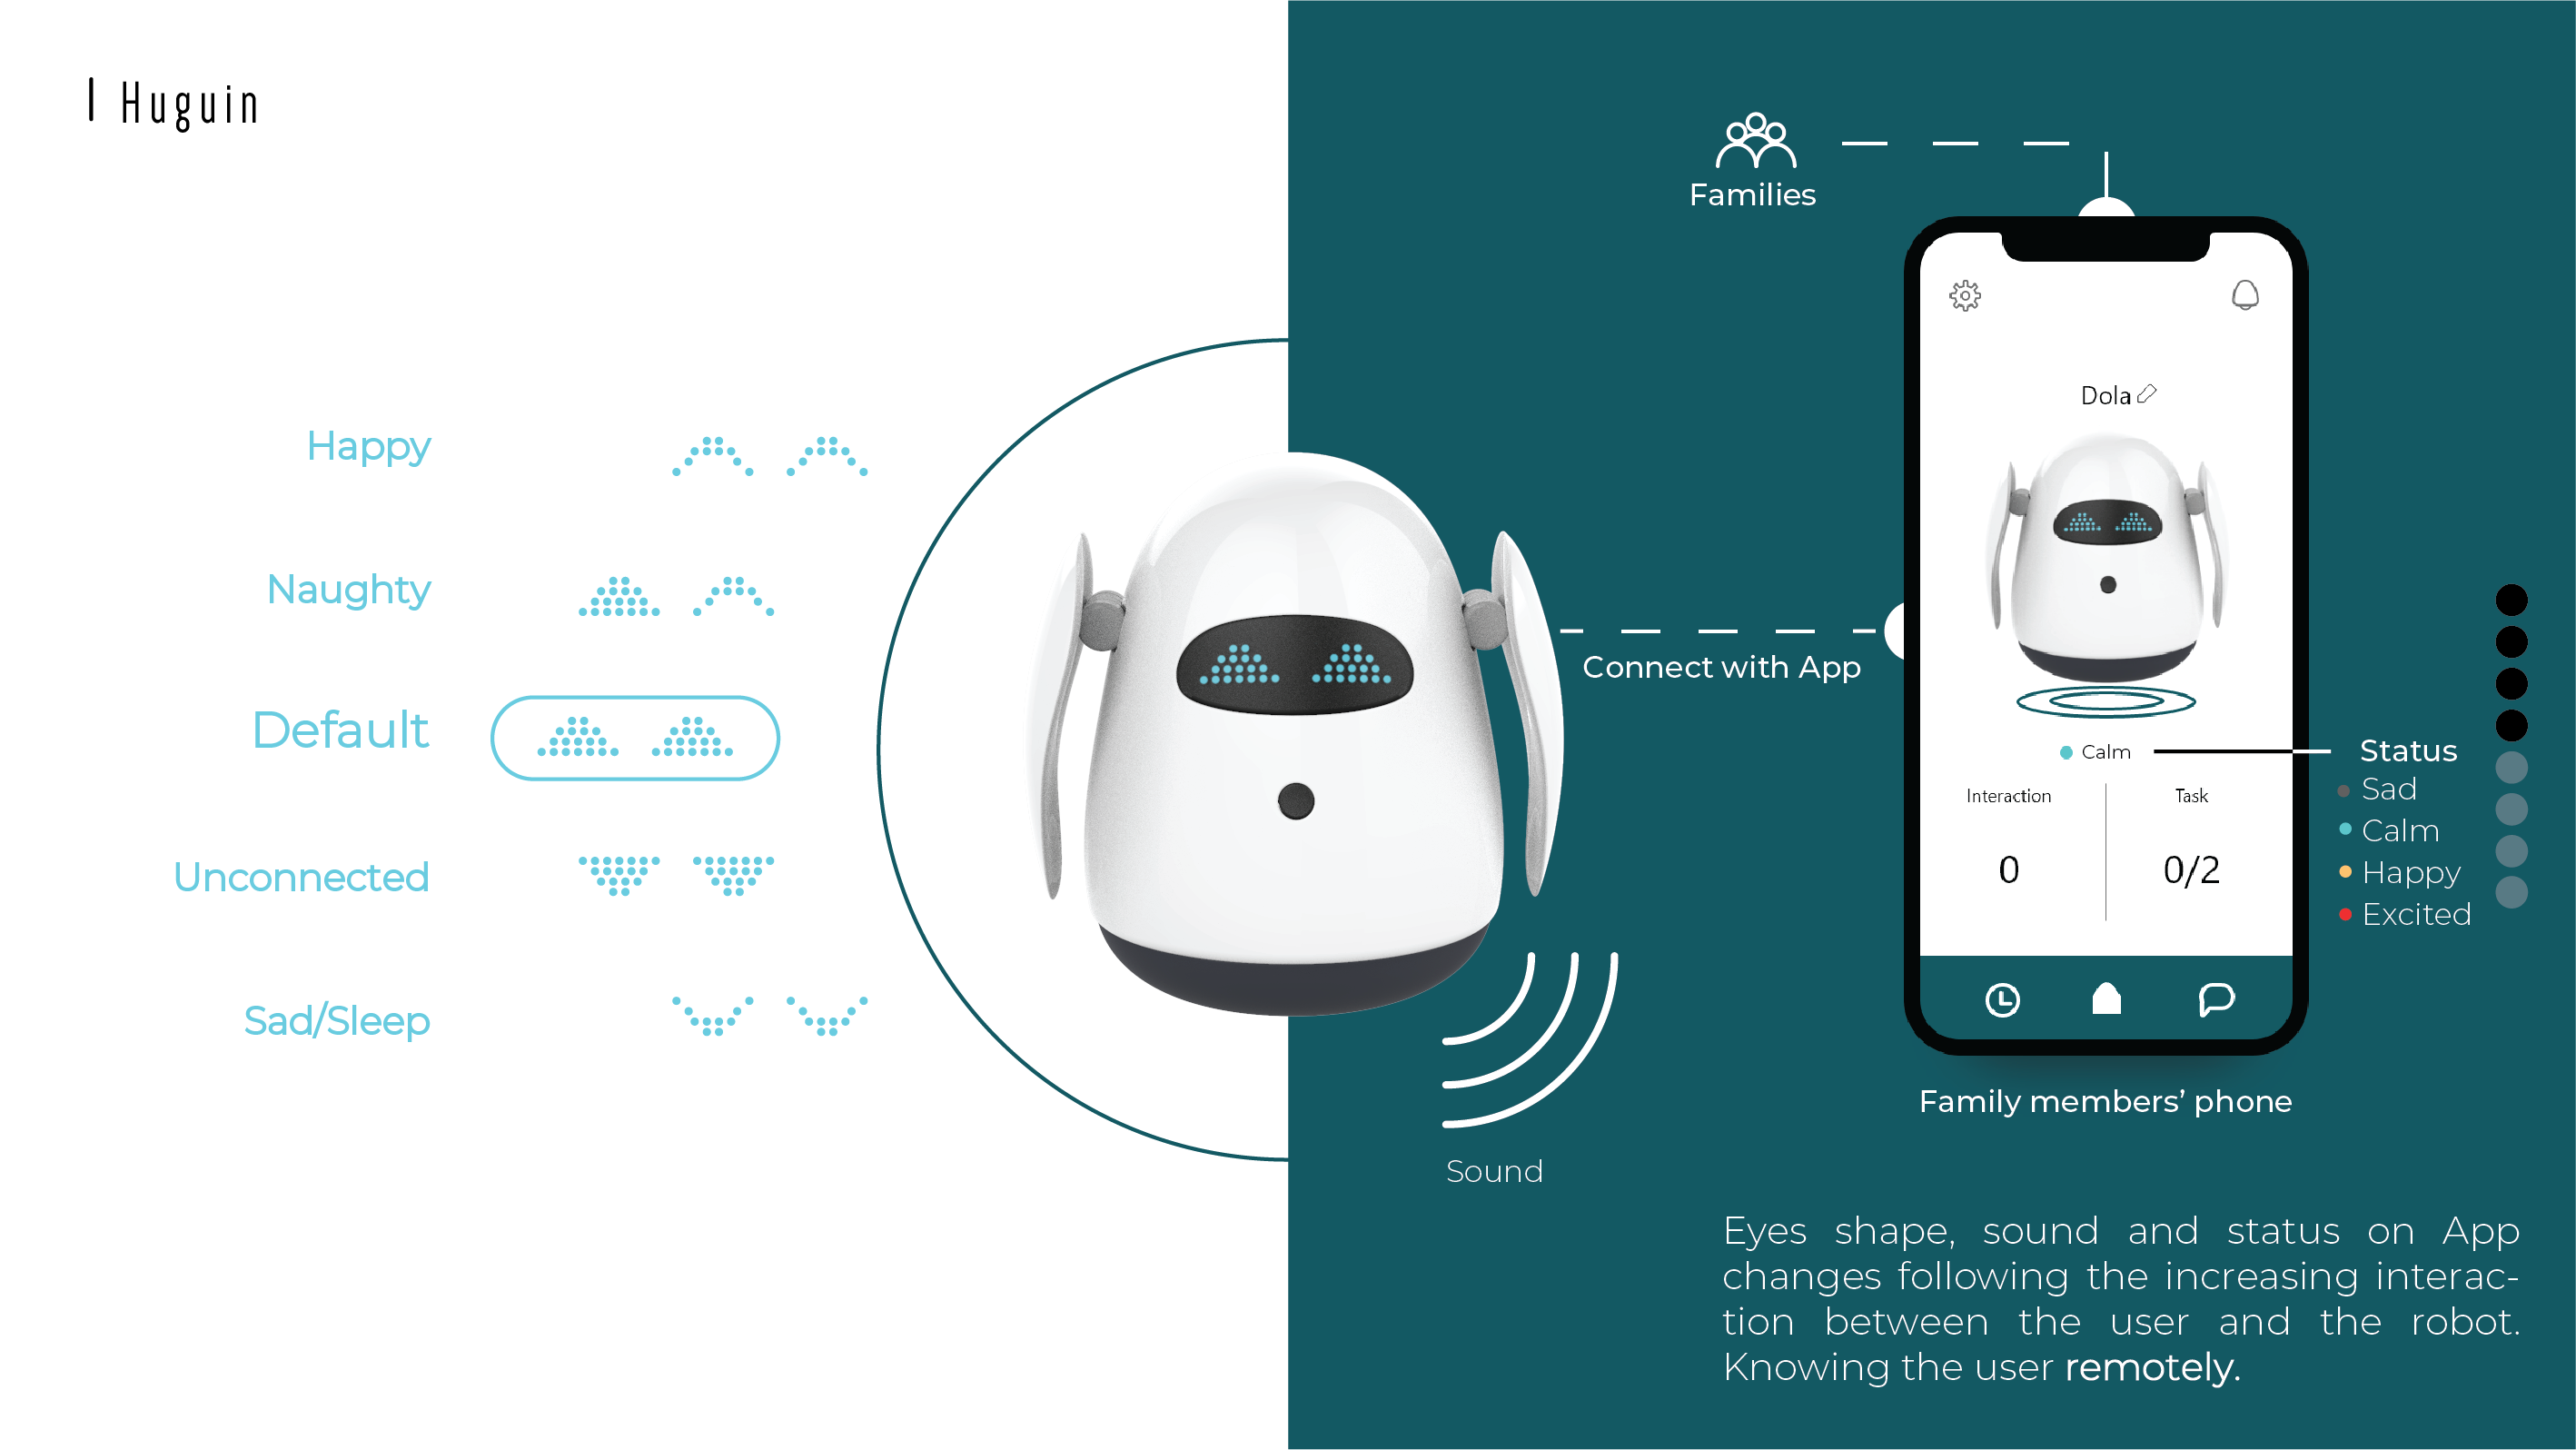 Huguin
Happy
Naughty
Default
Unconnected
Sad/Sleep
Families
Connect with App
Sound
Dola
Calm
Interaction
Task
0
0/2
Status
Sad
Calm
Happy
Excited
Family members’ phone
Eyes shape, sound and status on App
changes following the increasing interac-
tion between the user and the robot.
Knowing the user remotely.